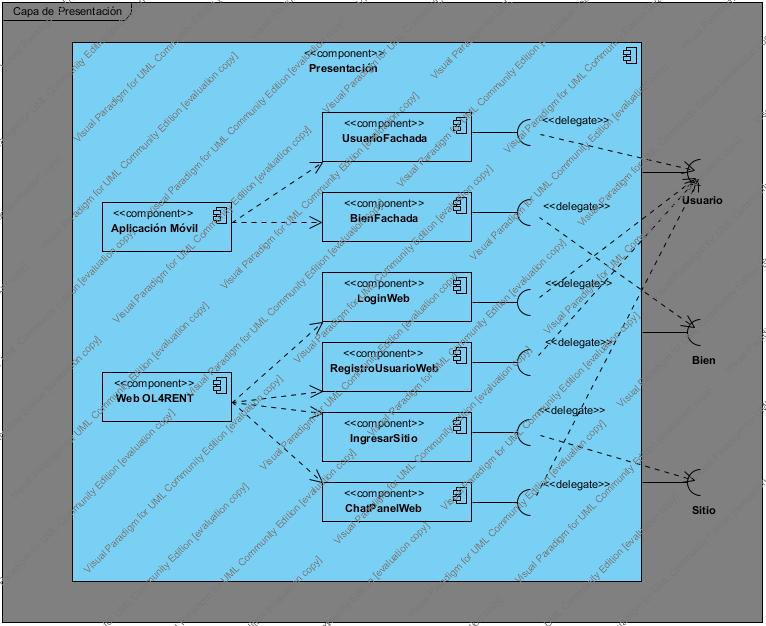 Capa de Presentación
<<component>>
Presentación
<<component>>
UsuarioFachada
<<delegate>>
<<component>>
Aplicación Móvil
<<component>>
BienFachada
<<delegate>>
Usuario
<<component>>
LoginWeb
<<delegate>>
<<component>>
RegistroUsuarioWeb
<<delegate>>
Bien
<<component>>
Web OL4RENT
<<component>>
IngresarSitio
<<delegate>>
<<component>>
ChatPanelWeb
<<delegate>>
Sitio
Visual Paradigm for UML Community Edition [evaluation copy]